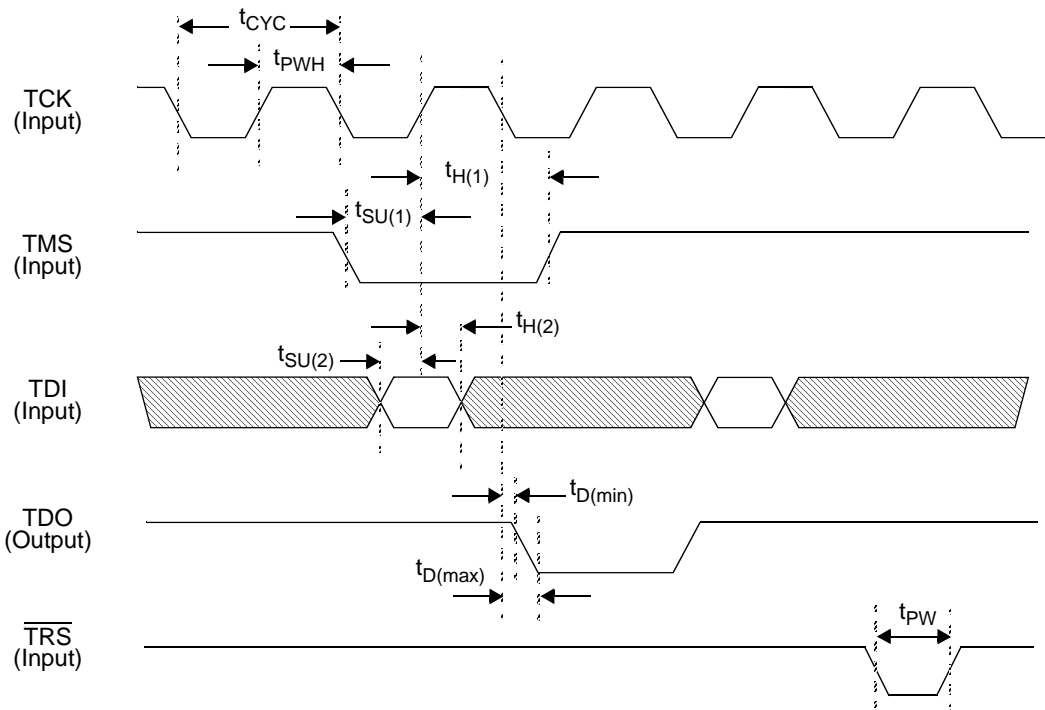 tCYC
tPWH
TCK
(Input)
tH(1)
tSU(1)
TMS
(Input)
tH(2)
tSU(2)
TDI
(Input)
tD(min)
TDO
(Output)
tD(max)
TRS
(Input)
tPW